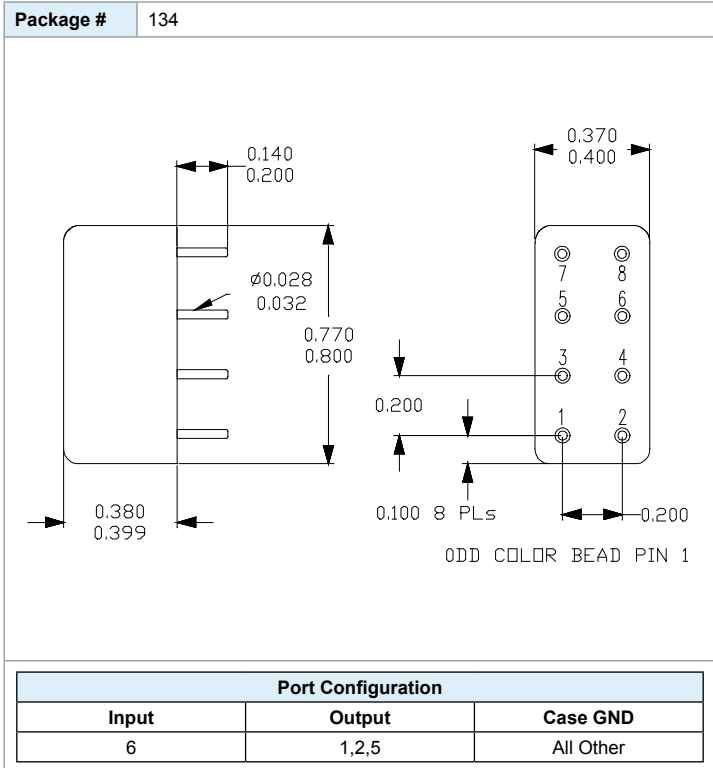 Package # 134
0.140
0.200
0.370
0.400
Ø0.028
0.032
0.770
0.800
7 8
5 6
3 4
1 2
0.200
0.100 8 PLs
0.200
0.380
0.399
ODD COLOR BEAD PIN 1
Port Configuration
Input Output Case GND
6 1,2,5 All Other